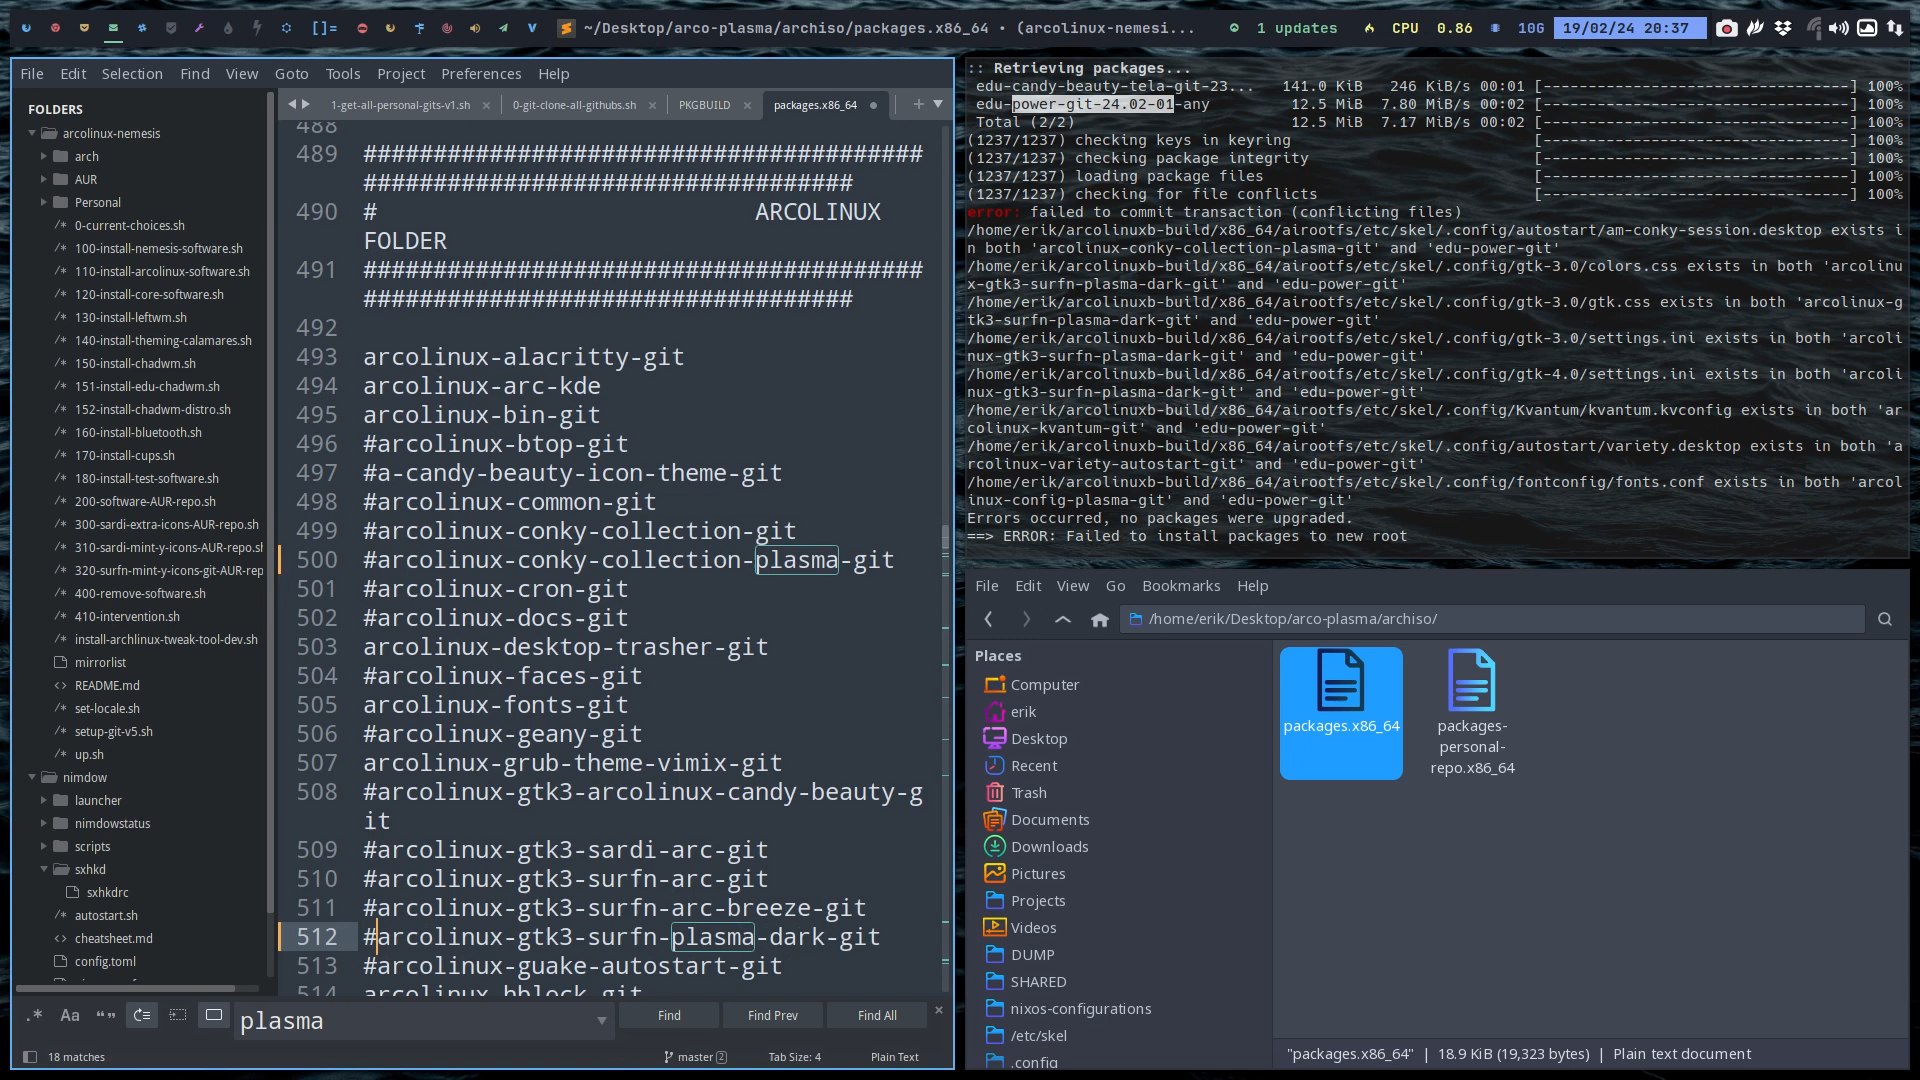 []= ~/Desktop/arco-plasma/archiso/packages.x86_64 • (arcolinux-nemesi... 1 updates CPU 0.86 10G 19/02/24 20:37
File Edit Selection Find View Goto Tools Project Preferences Help
FOLDERS
arcolinux-nemesis
arch
AUR
Personal
/* 0-current-choices.sh
/* 100-install-nemesis-software.sh
/* 110-install-arcolinux-software.sh
/* 120-install-core-software.sh
/* 130-install-leftwm.sh
/* 140-install-theming-calamares.sh
/* 150-install-chadwm.sh
/* 151-install-edu-chadwm.sh
/* 152-install-chadwm-distro.sh
/* 160-install-bluetooth.sh
/* 170-install-cups.sh
/* 180-install-test-software.sh
/* 200-software-AUR-repo.sh
/* 300-sardi-extra-icons-AUR-repo.sh
/* 310-sardi-mint-y-icons-AUR-repo.sh
/* 320-surfn-mint-y-icons-git-AUR-rep
/* 400-remove-software.sh
/* 410-intervention.sh
/* install-archlinux-tweak-tool-dev.sh
mirrorlist
<> README.md
/* set-locale.sh
/* setup-git-v5.sh
/* up.sh
nimdow
launcher
nimdowstatus
scripts
sxhkd
sxhkdrc
/* autostart.sh
<> cheatsheet.md
config.toml
1-get-all-personal-gits-v1.sh × 0-git-clone-all-githubs.sh × PKGBUILD × packages.x86_64 • +
488
489 ########################################
###################################
490 # ARCOLINUX
FOLDER
491 ########################################
###################################
492
493 arcolinux-alacritty-git
494 arcolinux-arc-kde
495 arcolinux-bin-git
496 #arcolinux-btop-git
497 #a-candy-beauty-icon-theme-git
498 #arcolinux-common-git
499 #arcolinux-conky-collection-git
500 #arcolinux-conky-collection-plasma-git
501 #arcolinux-cron-git
502 #arcolinux-docs-git
503 arcolinux-desktop-trasher-git
504 #arcolinux-faces-git
505 arcolinux-fonts-git
506 #arcolinux-geany-git
507 arcolinux-grub-theme-vimix-git
508 #arcolinux-gtk3-arcolinux-candy-beauty-g
it
509 #arcolinux-gtk3-sardi-arc-git
510 #arcolinux-gtk3-surfn-arc-git
511 #arcolinux-gtk3-surfn-arc-breeze-git
512 #arcolinux-gtk3-surfn-plasma-dark-git
513 #arcolinux-guake-autostart-git
514 arcolinux-hblock-git
.* Aa “” plasma Find Find Prev Find All ×
18 matches master 2 Tab Size: 4 Plain Text
:: Retrieving packages...
edu-candy-beauty-tela-git-23... 141.0 KiB 246 KiB/s 00:01 [----------------------------------] 100%
edu-power-git-24.02-01-any 12.5 MiB 7.80 MiB/s 00:02 [----------------------------------] 100%
Total (2/2) 12.5 MiB 7.17 MiB/s 00:02 [----------------------------------] 100%
(1237/1237) checking keys in keyring [----------------------------------] 100%
(1237/1237) checking package integrity [----------------------------------] 100%
(1237/1237) loading package files [----------------------------------] 100%
(1237/1237) checking for file conflicts [----------------------------------] 100%
error: failed to commit transaction (conflicting files)
/home/erik/arcolinuxb-build/x86_64/airootfs/etc/skel/.config/autostart/am-conky-session.desktop exists i
n both 'arcolinux-conky-collection-plasma-git' and 'edu-power-git'
/home/erik/arcolinuxb-build/x86_64/airootfs/etc/skel/.config/gtk-3.0/colors.css exists in both 'arcolinu
x-gtk3-surfn-plasma-dark-git' and 'edu-power-git'
/home/erik/arcolinuxb-build/x86_64/airootfs/etc/skel/.config/gtk-3.0/gtk.css exists in both 'arcolinux-g
tk3-surfn-plasma-dark-git' and 'edu-power-git'
/home/erik/arcolinuxb-build/x86_64/airootfs/etc/skel/.config/gtk-3.0/settings.ini exists in both 'arcoli
nux-gtk3-surfn-plasma-dark-git' and 'edu-power-git'
/home/erik/arcolinuxb-build/x86_64/airootfs/etc/skel/.config/gtk-4.0/settings.ini exists in both 'arcoli
nux-gtk3-surfn-plasma-dark-git' and 'edu-power-git'
/home/erik/arcolinuxb-build/x86_64/airootfs/etc/skel/.config/Kvantum/kvantum.kvconfig exists in both 'ar
colinux-kvantum-git' and 'edu-power-git'
/home/erik/arcolinuxb-build/x86_64/airootfs/etc/skel/.config/autostart/variety.desktop exists in both 'a
rcolinux-variety-autostart-git' and 'edu-power-git'
/home/erik/arcolinuxb-build/x86_64/airootfs/etc/skel/.config/fontconfig/fonts.conf exists in both 'arcol
inux-config-plasma-git' and 'edu-power-git'
Errors occurred, no packages were upgraded.
==> ERROR: Failed to install packages to new root
File Edit View Go Bookmarks Help
/home/erik/Desktop/arco-plasma/archiso/
Places
Computer
erik
Desktop
Recent
Trash
Documents
Downloads
Pictures
Projects
Videos
DUMP
SHARED
nixos-configurations
/etc/skel
.config
packages.x86_64
packages-
personal-
repo.x86_64
"packages.x86_64" | 18.9 KiB (19,323 bytes) | Plain text document